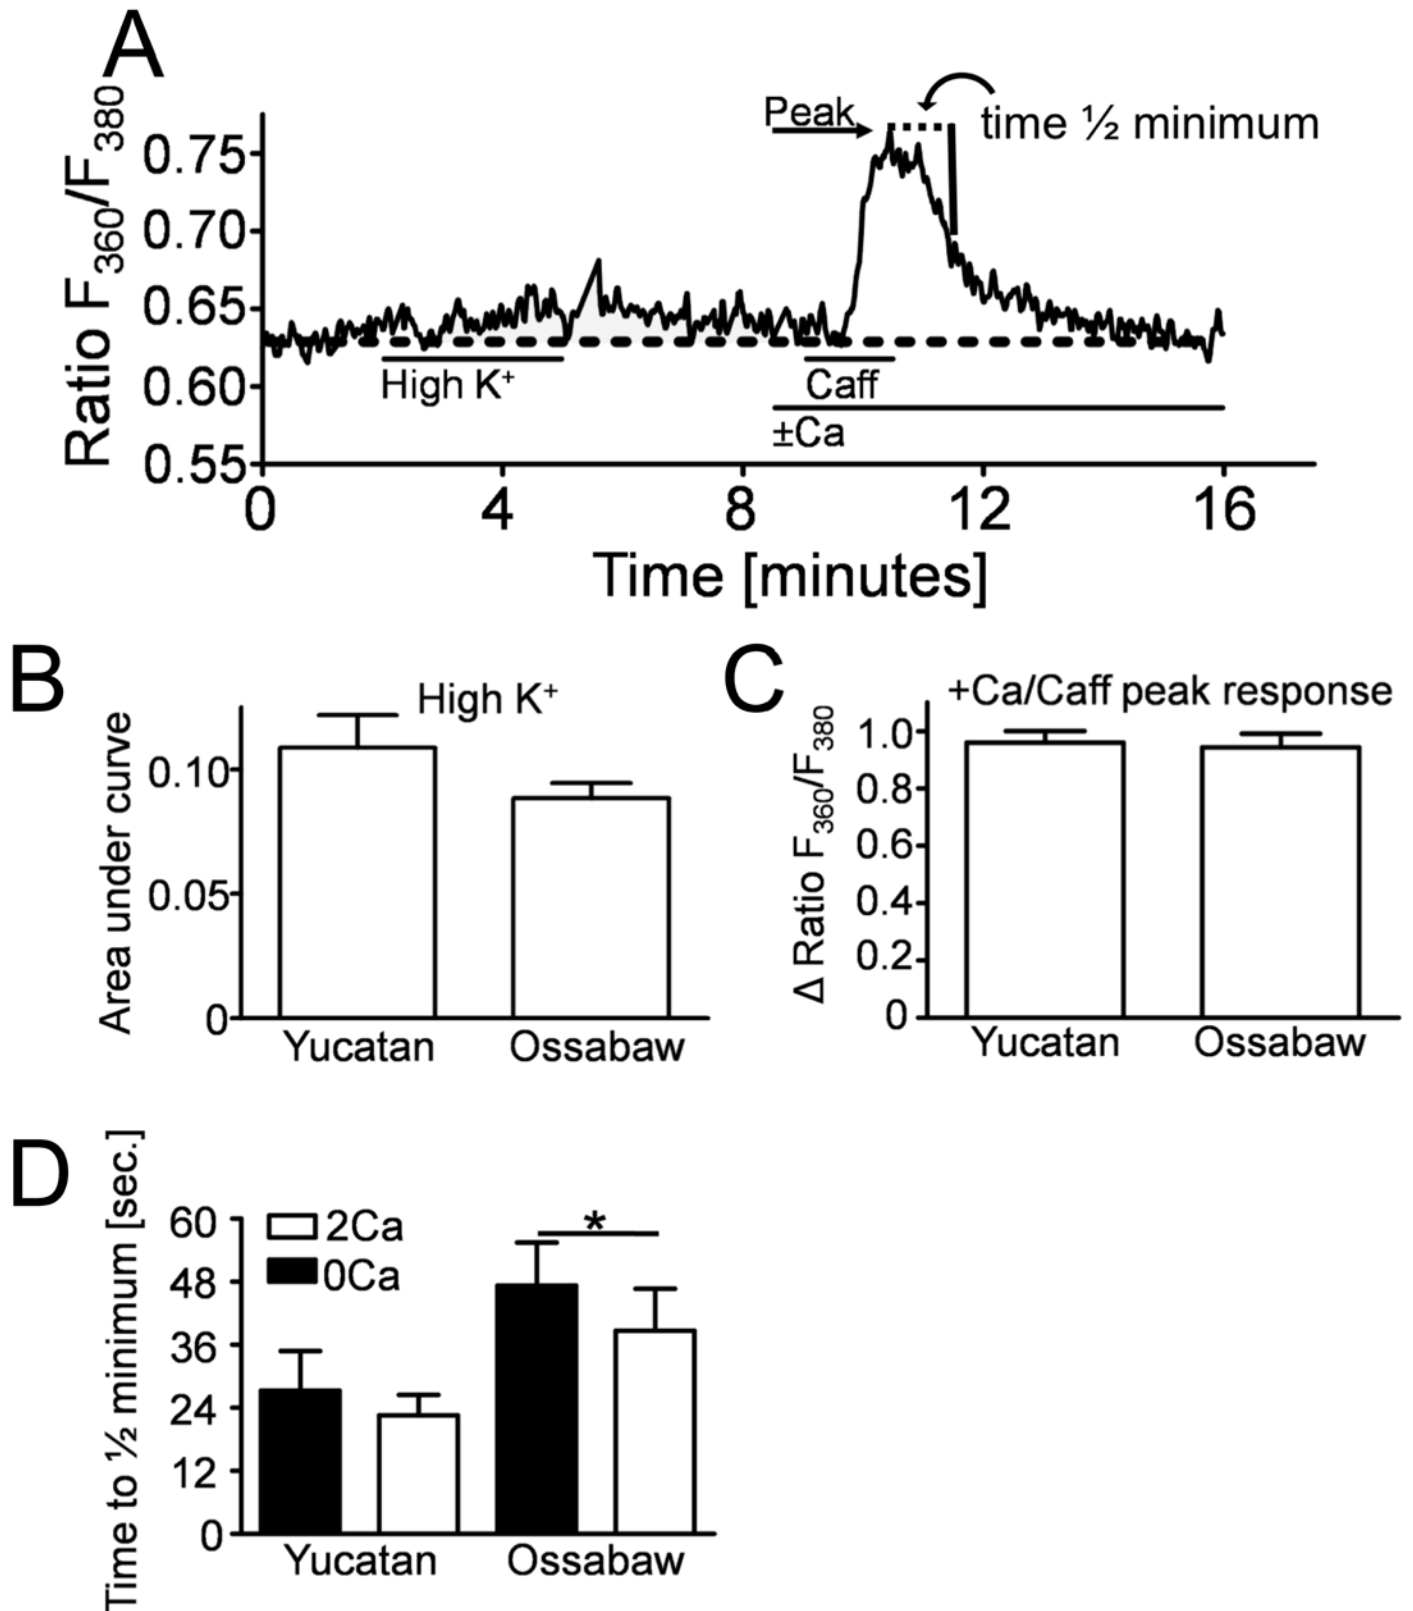 A
Ratio F360/F380
0.75
0.70
0.65
0.60
0.55
Peak
time ½ minimum
High K⁺
Caff
±Ca
0 4 8 12 16
Time [minutes]
B
High K⁺
Area under curve
0.10
0.05
0
Yucatan Ossabaw
C
+Ca/Caff peak response
Δ Ratio F360/F380
1.0
0.8
0.6
0.4
0.2
0
Yucatan Ossabaw
D
Time to ½ minimum [sec.]
60
48
36
24
12
0
2Ca
0Ca
*
Yucatan Ossabaw